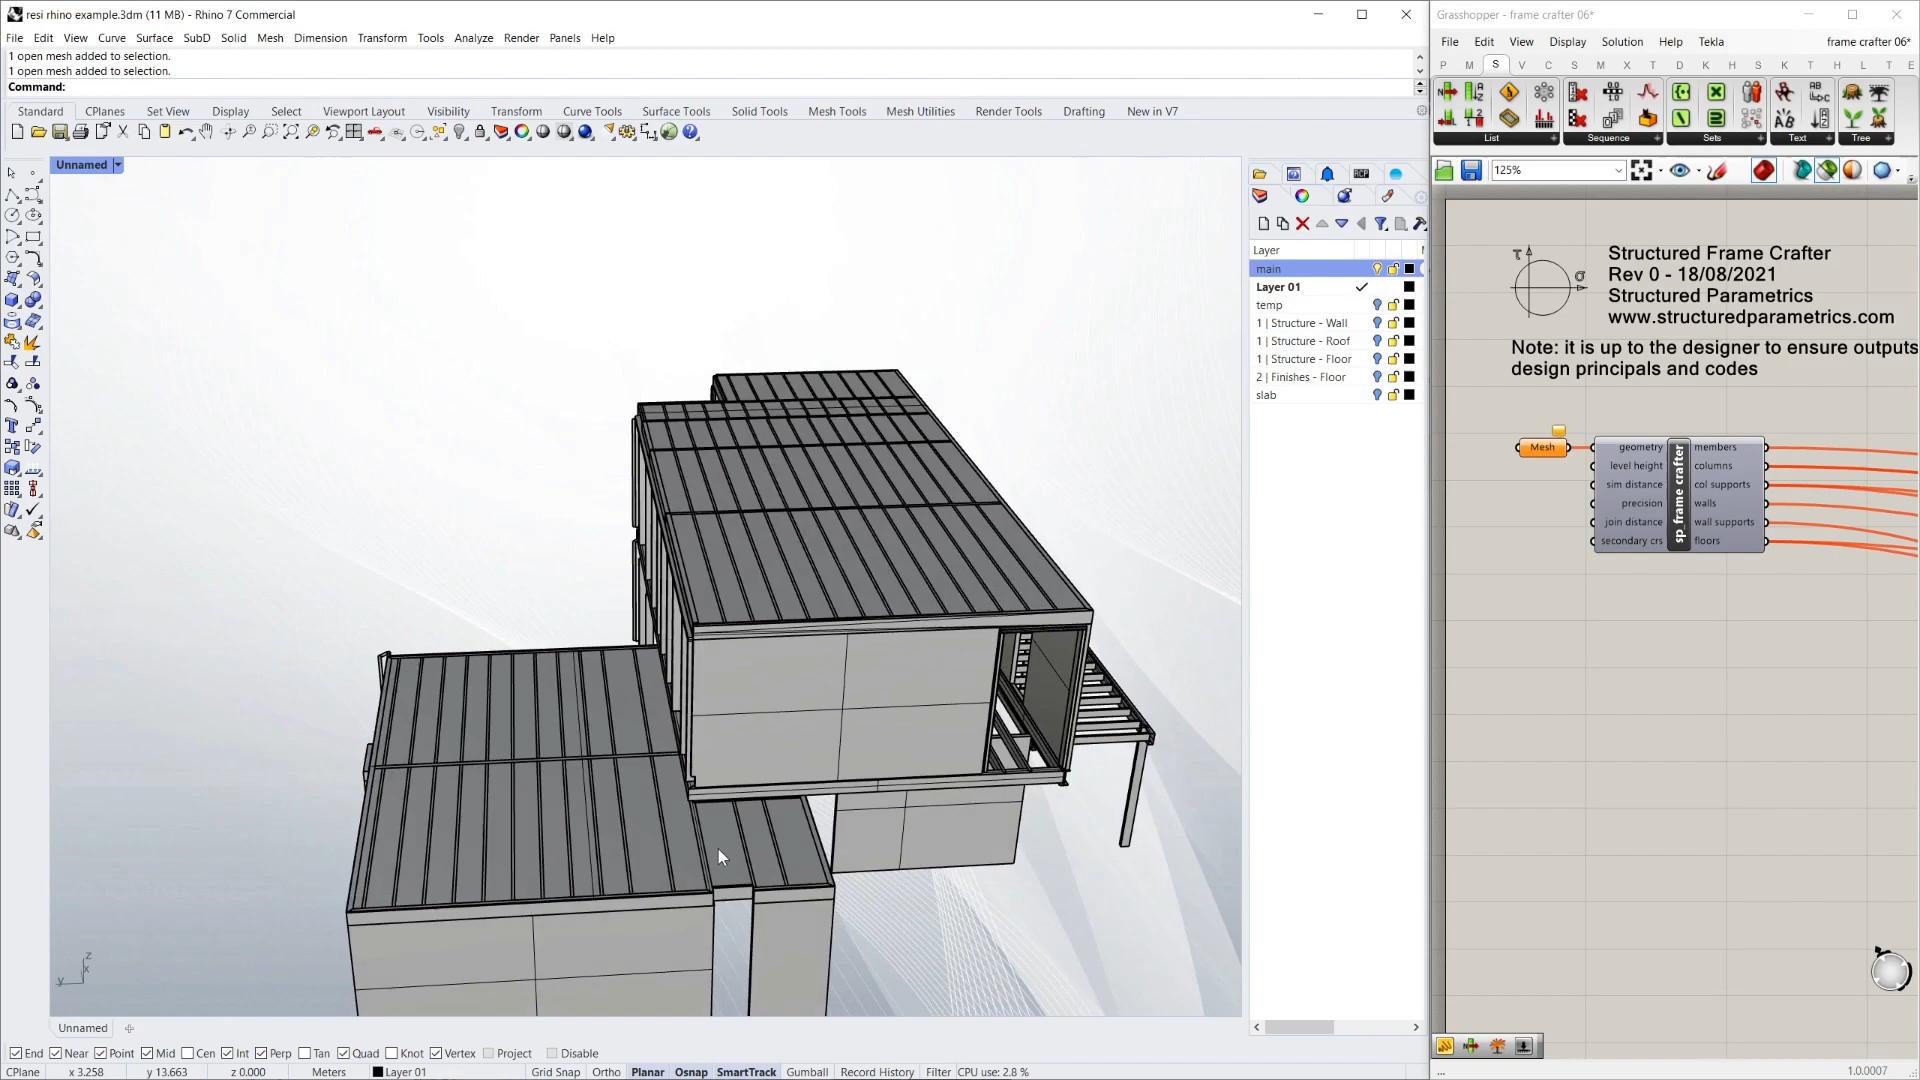 resi rhino example.3dm (11 MB) - Rhino 7 Commercial
File Edit View Curve Surface SubD Solid Mesh Dimension Transform Tools Analyze Render Panels Help
1 open mesh added to selection.
1 open mesh added to selection.
Command:
Standard CPlanes Set View Display Select Viewport Layout Visibility Transform Curve Tools Surface Tools Solid Tools Mesh Tools Mesh Utilities Render Tools Drafting New in V7
Unnamed
RCP
Layer
main
Layer 01
temp
1 | Structure - Wall
1 | Structure - Roof
1 | Structure - Floor
2 | Finishes - Floor
slab
z
x
y
Unnamed
End Near Point Mid Cen Int Perp Tan Quad Knot Vertex Project Disable
CPlane x 3.258 y 13.663 z 0.000 Meters Layer 01 Grid Snap Ortho Planar Osnap SmartTrack Gumball Record History Filter CPU use: 2.8 %
Grasshopper - frame crafter 06*
File Edit View Display Solution Help Tekla frame crafter 06*
P M S V C S M X T D K H S K T H L T E
List Sequence Sets Text Tree
125%
τ
σ
Structured Frame Crafter
Rev 0 - 18/08/2021
Structured Parametrics
www.structuredparametrics.com
Note: it is up to the designer to ensure outputs
design principals and codes
Mesh
geometry
level height
sim distance
precision
join distance
secondary crs
sp_frame crafter
members
columns
col supports
walls
wall supports
floors
...
1.0.0007